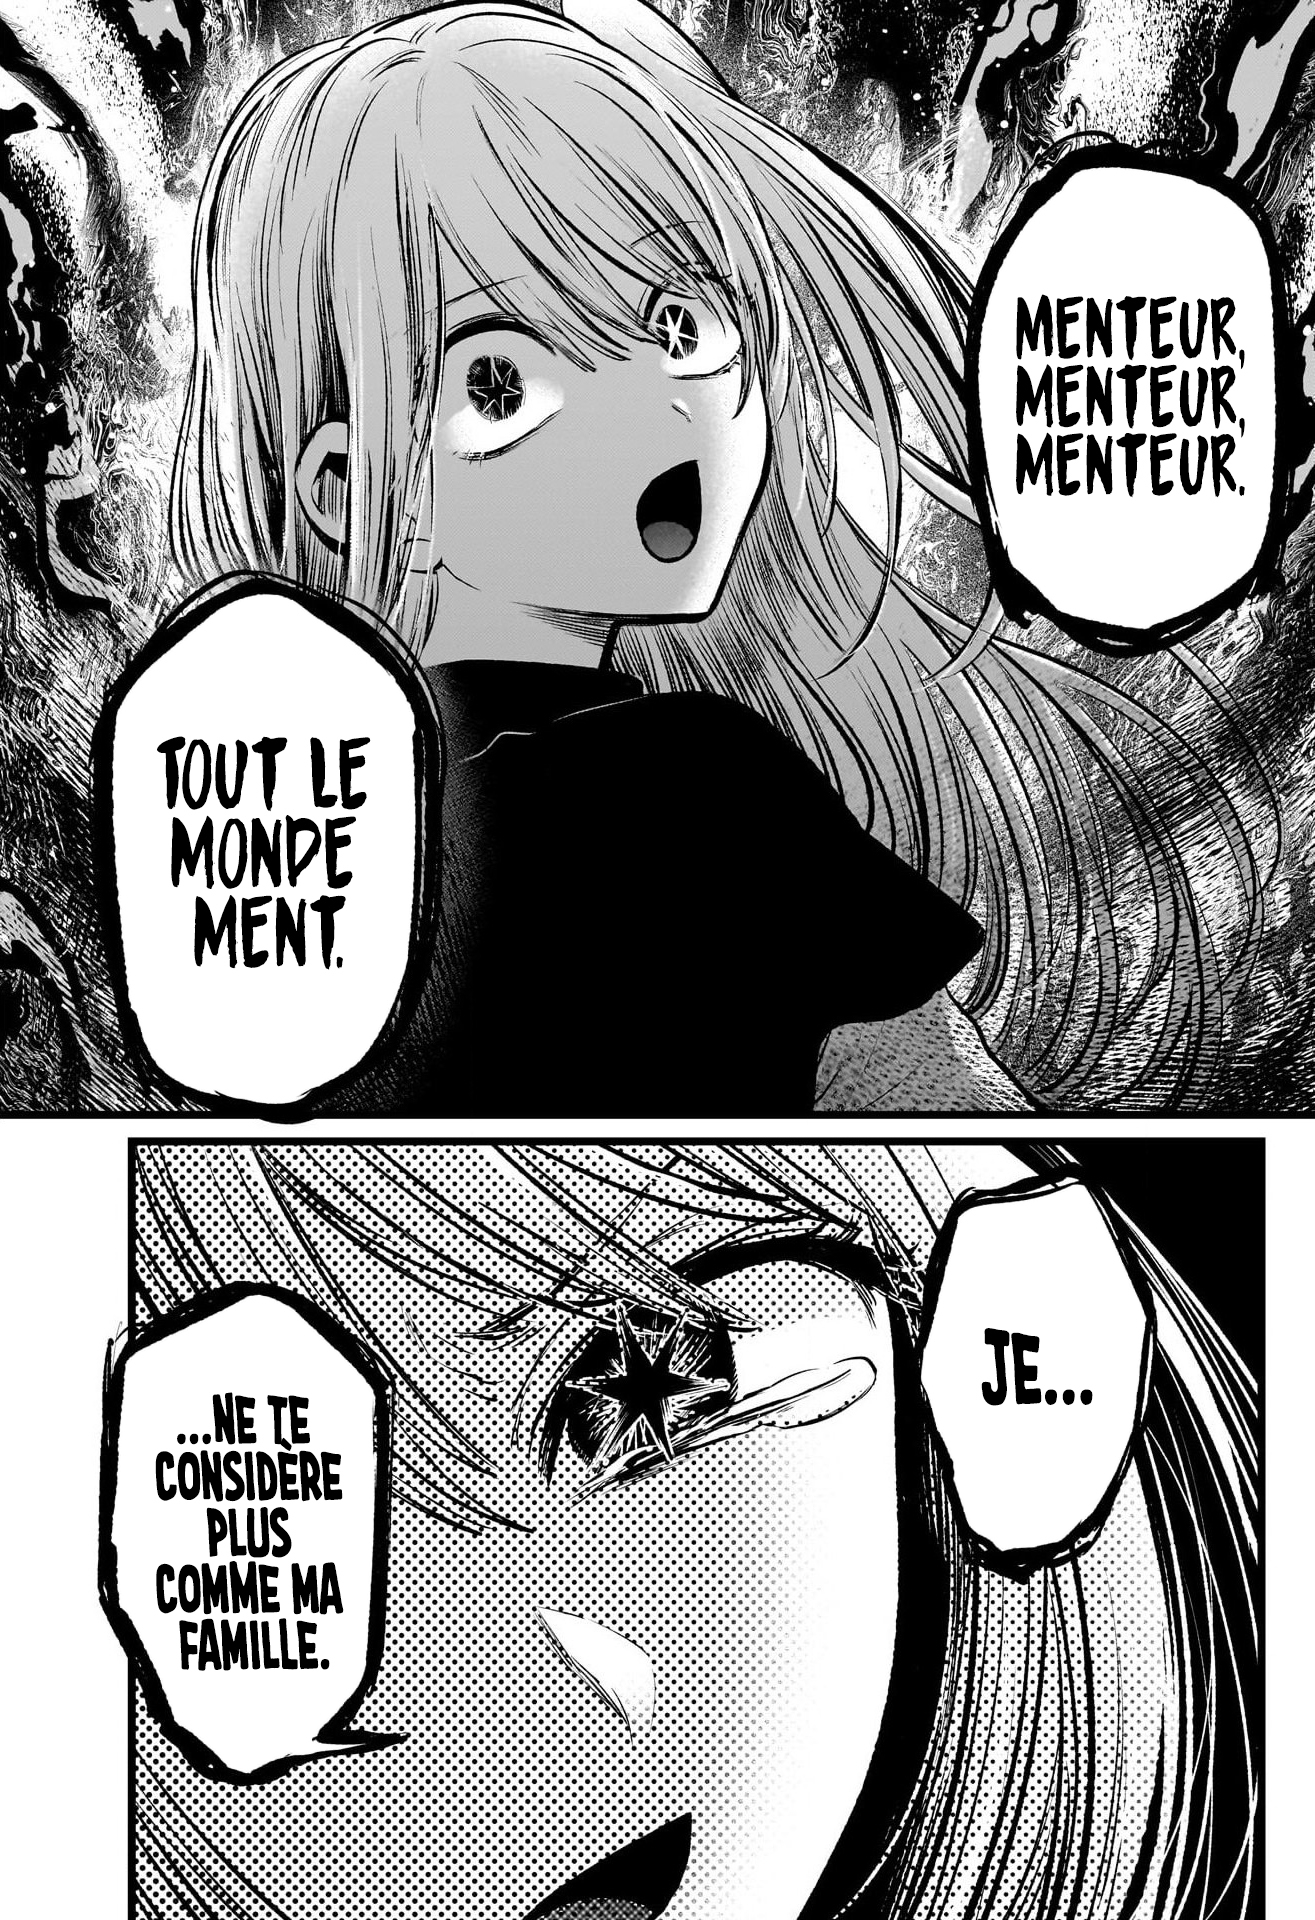 MENTEUR,
MENTEUR,
MENTEUR.
TOUT LE
MONDE
MENT.
JE...
...NE TE
CONSIDÈRE
PLUS
COMME MA
FAMILLE.